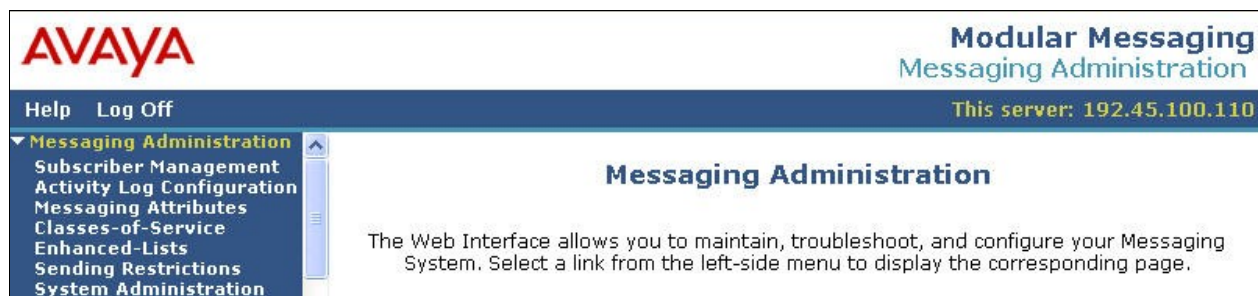 AVAYA
Modular Messaging
Messaging Administration
Help Log Off
This server: 192.45.100.110
Messaging Administration
Subscriber Management
Activity Log Configuration
Messaging Attributes
Classes-of-Service
Enhanced-Lists
Sending Restrictions
System Administration
Messaging Administration
The Web Interface allows you to maintain, troubleshoot, and configure your Messaging
System. Select a link from the left-side menu to display the corresponding page.